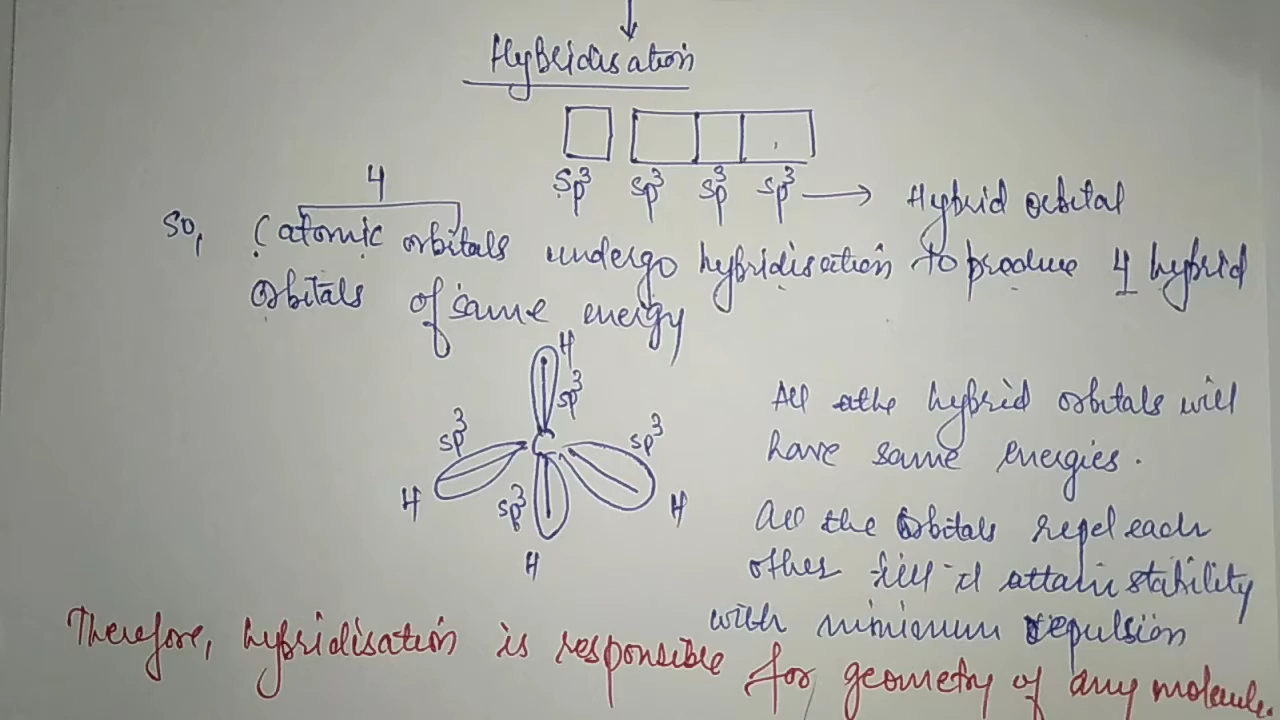 Hybridisation
sp³ sp³ sp³ sp³ → Hybrid orbital
4
So, (atomic orbitals undergo hybridisation to produce 4 hybrid
orbitals of same energy
H
sp³
sp³
sp³
C
H
sp³
H
H
All the hybrid orbitals will
have same energies.
All the orbitals repel each
other till it attain stability
with minimum repulsion
Therefore, hybridisation is responsible for geometry of any molecule.